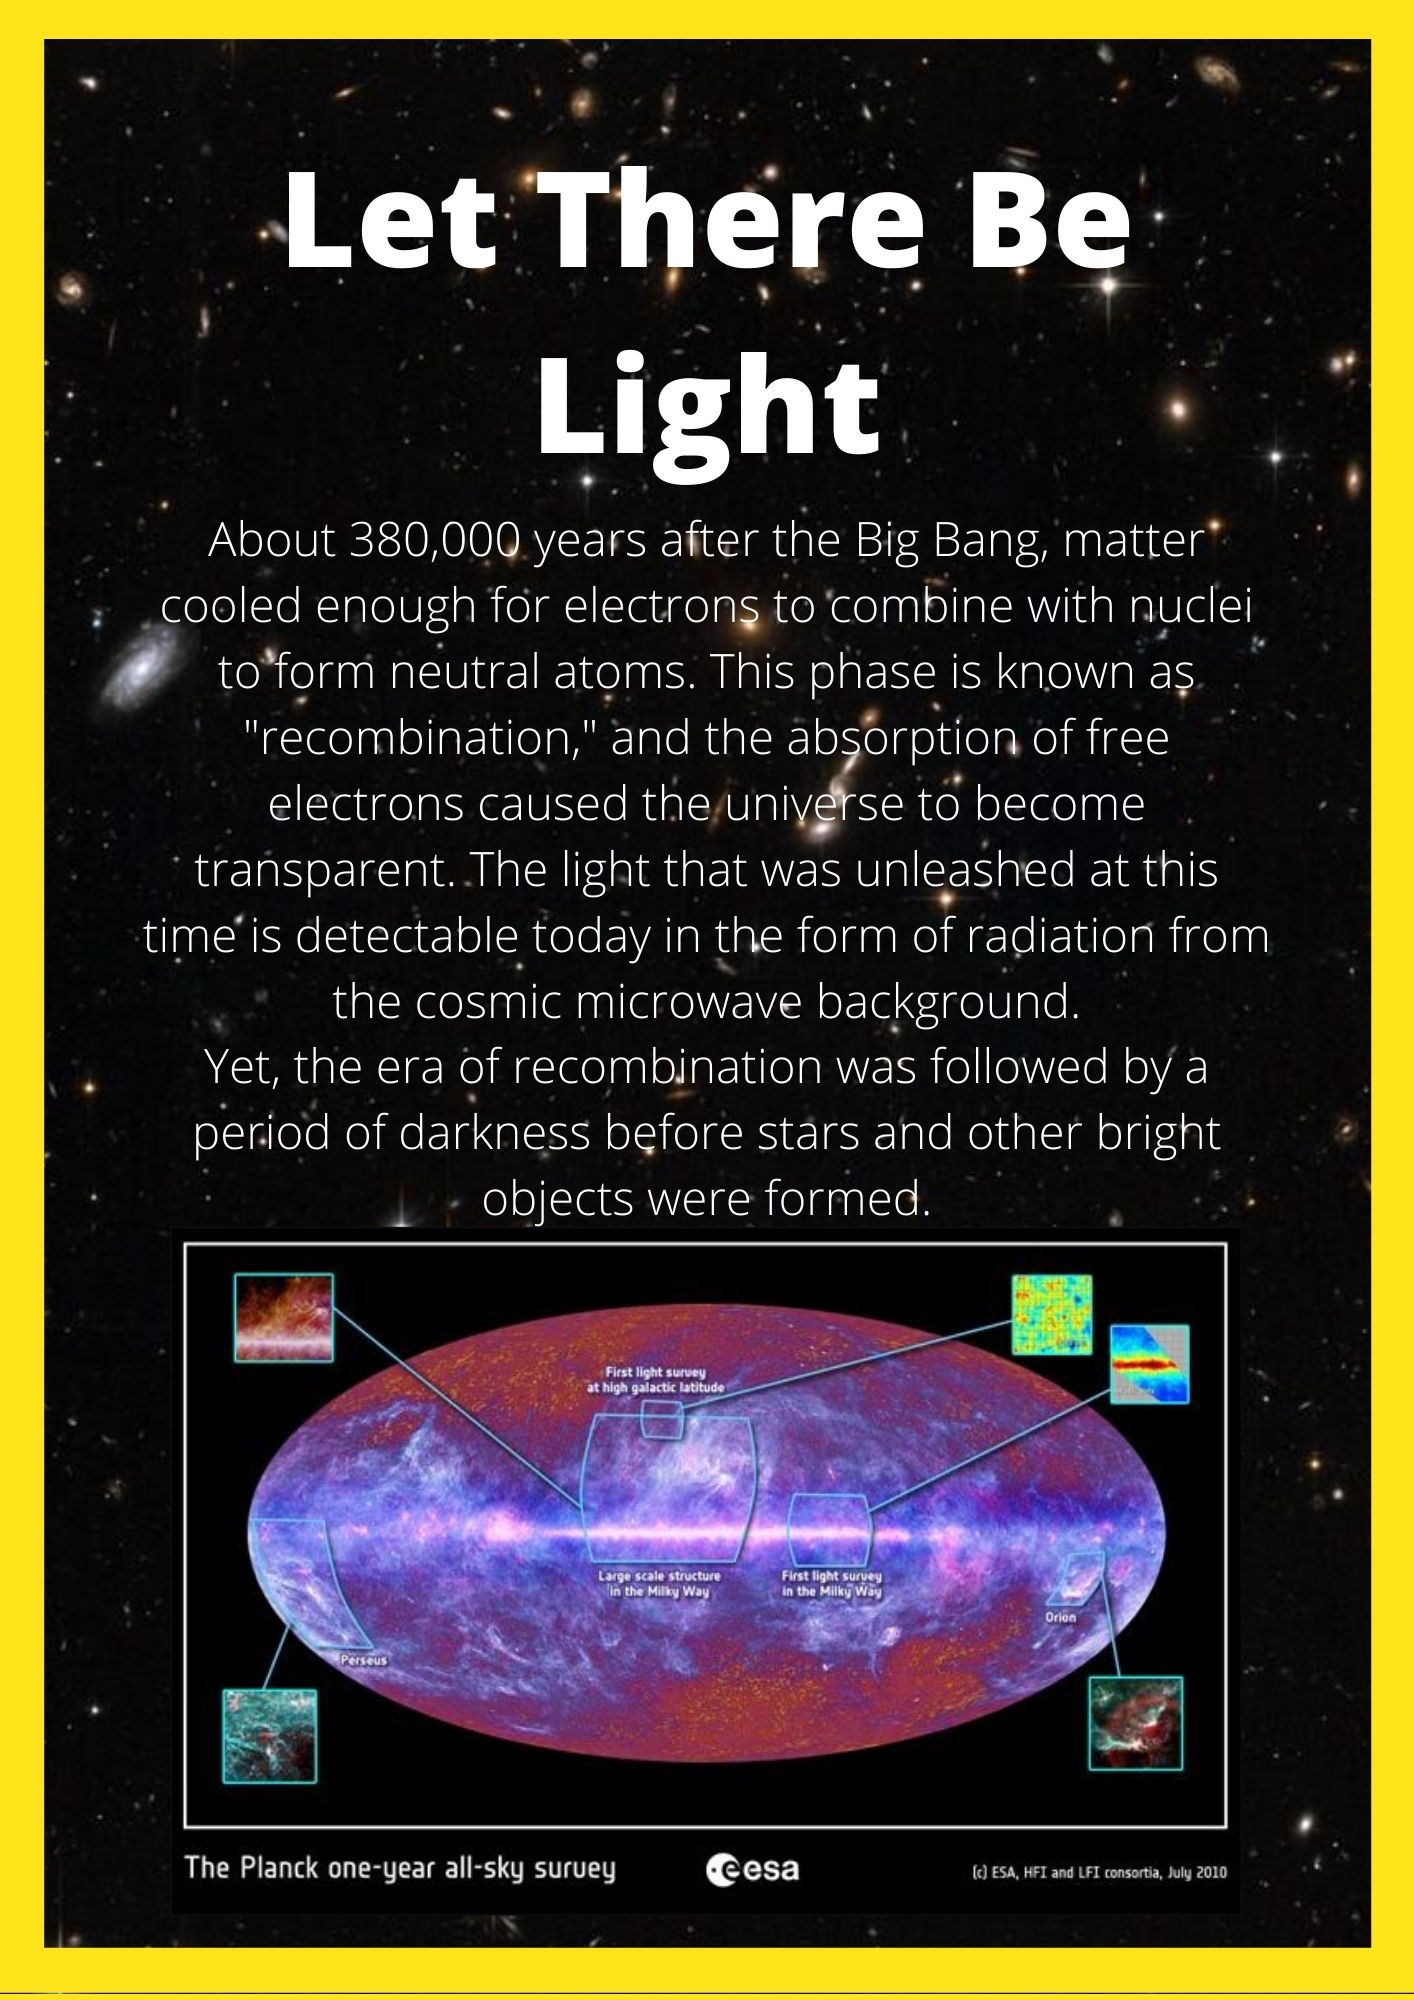 Let There Be
Light
About 380,000 years after the Big Bang, matter
cooled enough for electrons to combine with nuclei
to form neutral atoms. This phase is known as
"recombination," and the absorption of free
electrons caused the universe to become
transparent. The light that was unleashed at this
time is detectable today in the form of radiation from
the cosmic microwave background.
Yet, the era of recombination was followed by a
period of darkness before stars and other bright
objects were formed.
First light survey
at high galactic latitude
Large scale structure
in the Milky Way
First light survey
in the Milky Way
Orion
Perseus
The Planck one-year all-sky survey
esa
(c) ESA, HFI and LFI consortia, July 2010